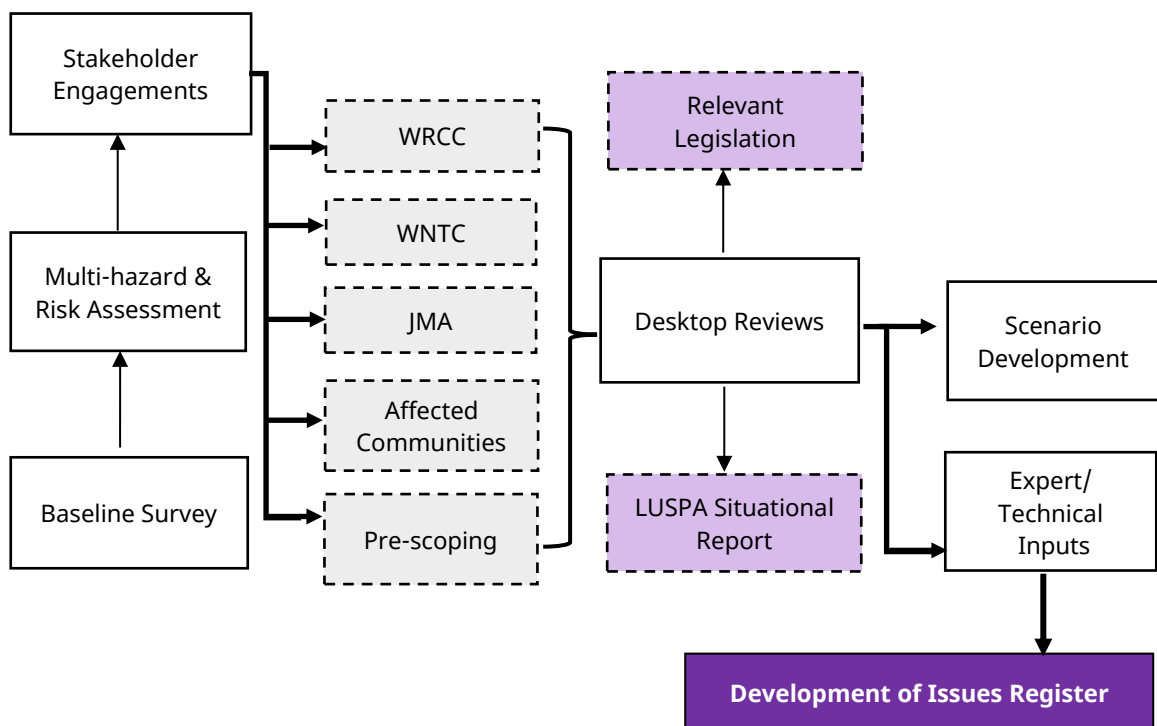 Stakeholder
Engagements
Multi-hazard &
Risk Assessment
Baseline Survey
WRCC
WNTC
JMA
Affected
Communities
Pre-scoping
Relevant
Legislation
Desktop Reviews
LUSPA Situational
Report
Scenario
Development
Expert/
Technical
Inputs
Development of Issues Register